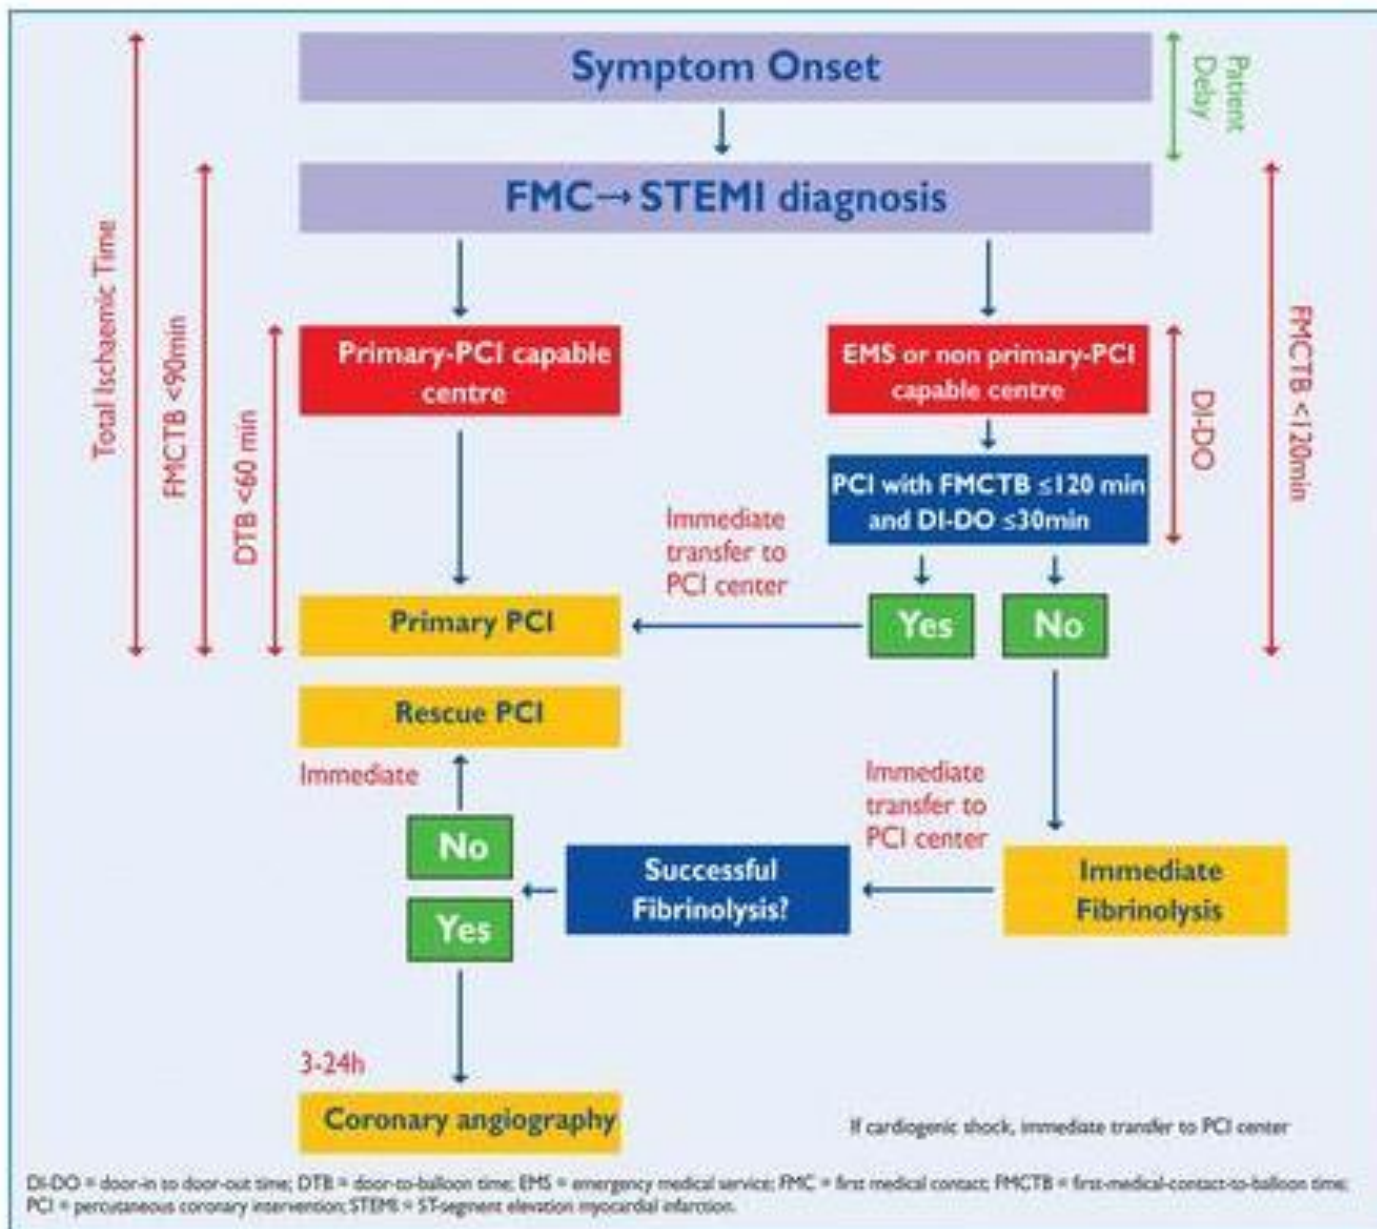 Symptom Onset
Patient
Delay
FMC→STEMI diagnosis
Total Ischaemic Time
FMCTB <90min
DTB <60 min
Primary-PCI capable
centre
EMS or non primary-PCI
capable centre
DI-DO
FMCTB <120min
PCI with FMCTB ≤120 min
and DI-DO ≤30min
Immediate
transfer to
PCI center
Primary PCI
Yes
No
Rescue PCI
Immediate
Immediate
transfer to
PCI center
No
Yes
Successful
Fibrinolysis?
Immediate
Fibrinolysis
3-24h
Coronary angiography
If cardiogenic shock, immediate transfer to PCI center
DI-DO = door-in to door-out time; DTB = door-to-balloon time; EMS = emergency medical service; FMC = first medical contact; FMCTB = first-medical-contact-to-balloon time;
PCI = percutaneous coronary intervention; STEMI = ST-segment elevation myocardial infarction.